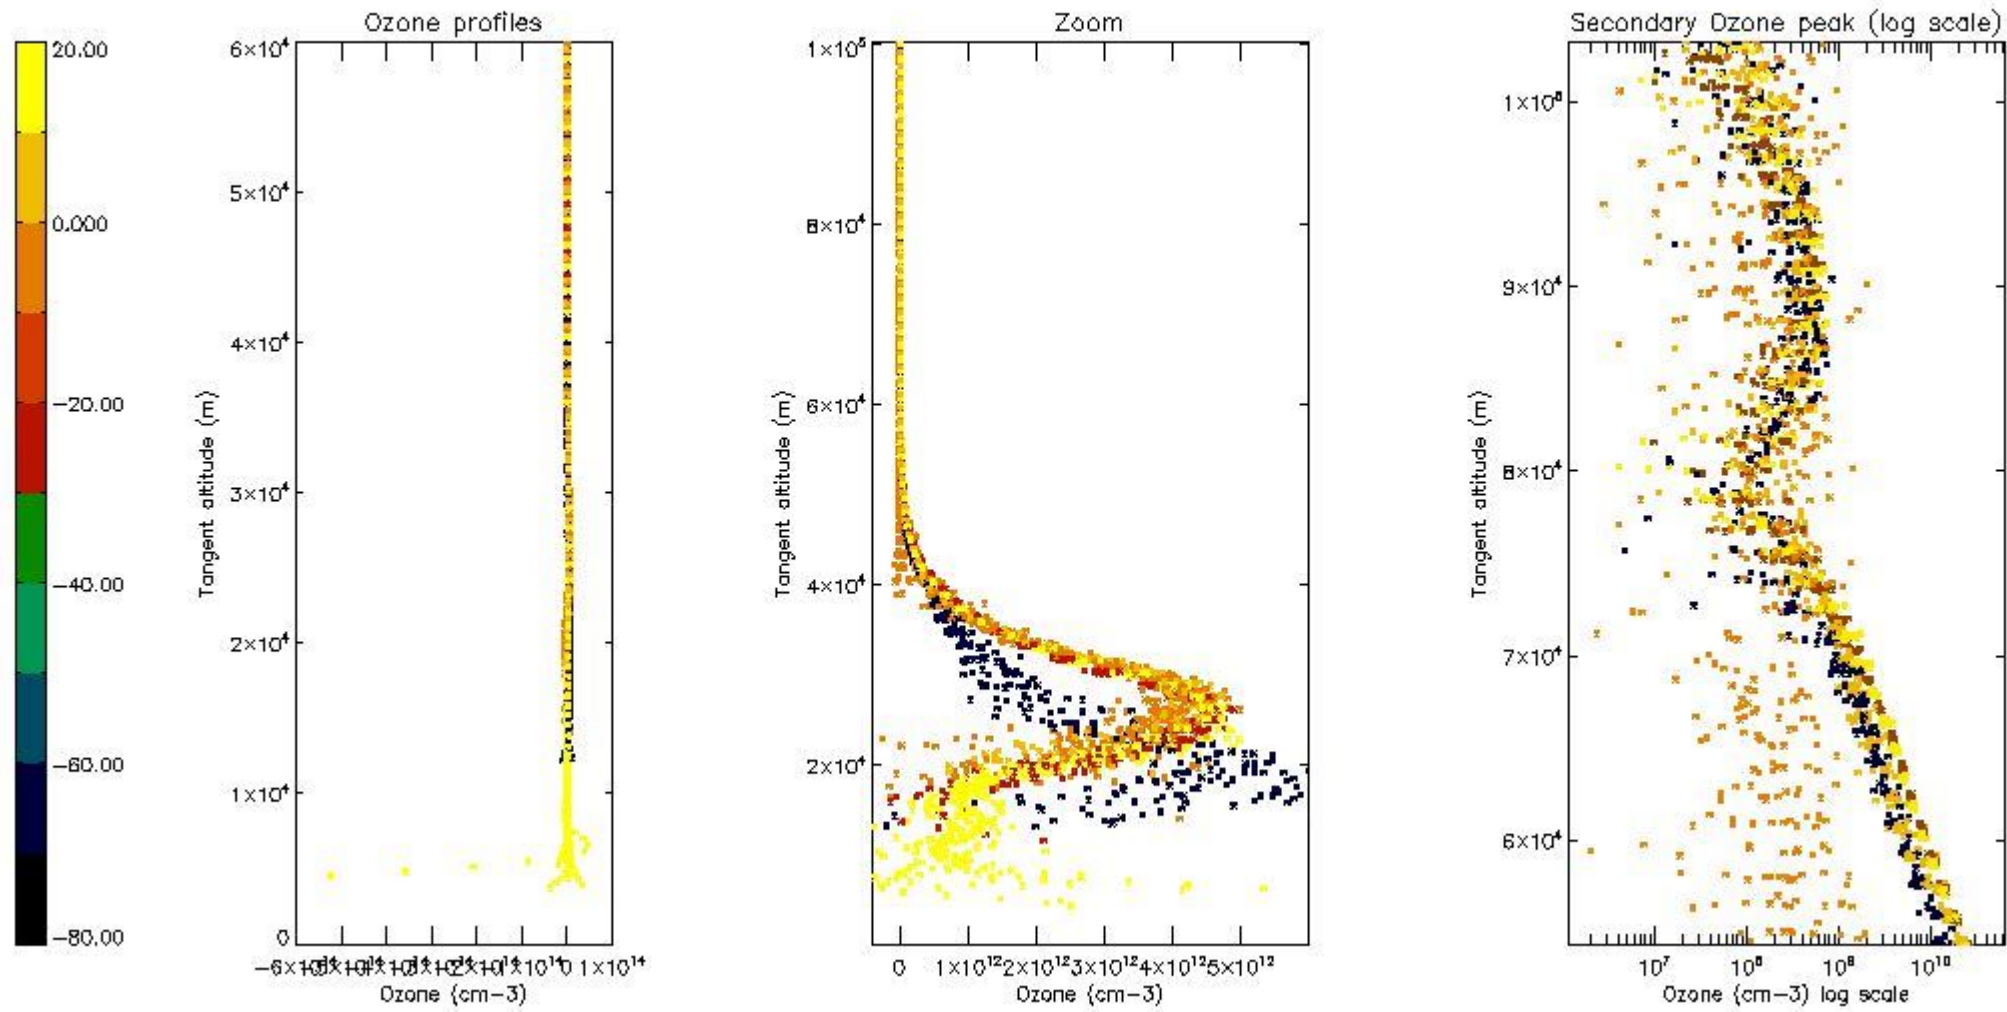 Ozone profiles
Zoom
Secondary Ozone peak (log scale)
20.00
0.000
−20.00
−40.00
−60.00
−80.00
6×10⁴
5×10⁴
4×10⁴
3×10⁴
2×10⁴
1×10⁴
0
Tangent altitude (m)
0 1×10¹⁴
Ozone (cm−3)
1×10⁵
8×10⁴
6×10⁴
4×10⁴
2×10⁴
Tangent altitude (m)
0 1×10¹² 2×10¹² 3×10¹² 4×10¹² 5×10¹²
Ozone (cm−3)
1×10⁵
9×10⁴
8×10⁴
7×10⁴
6×10⁴
Tangent altitude (m)
10⁷ 10⁸ 10⁹ 10¹⁰
Ozone (cm−3) log scale